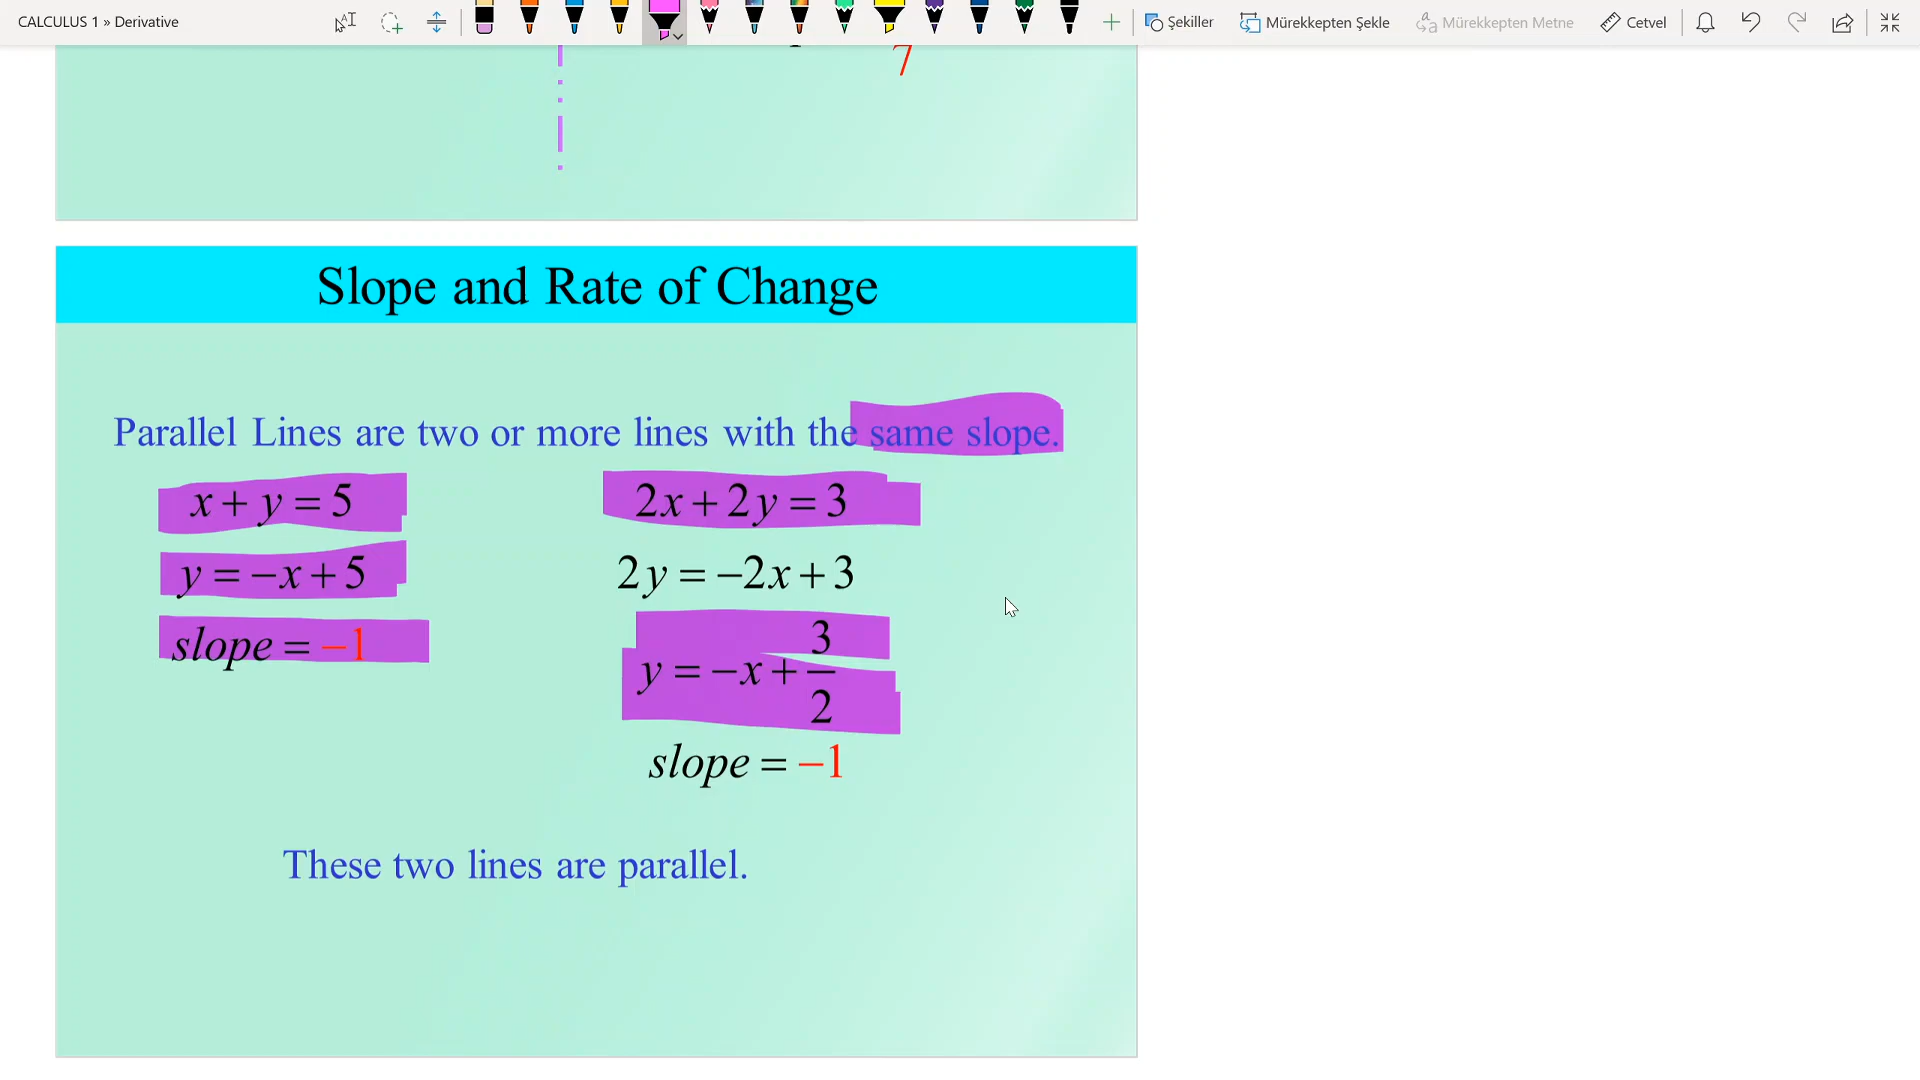 CALCULUS 1 » Derivative
Şekiller
Mürekkepten Şekle
Mürekkepten Metne
Cetvel
7
Slope and Rate of Change
Parallel Lines are two or more lines with the same slope.
x + y = 5
2x + 2y = 3
y = −x + 5
2y = −2x + 3
slope = −1
y = −x + 3/2
slope = −1
These two lines are parallel.